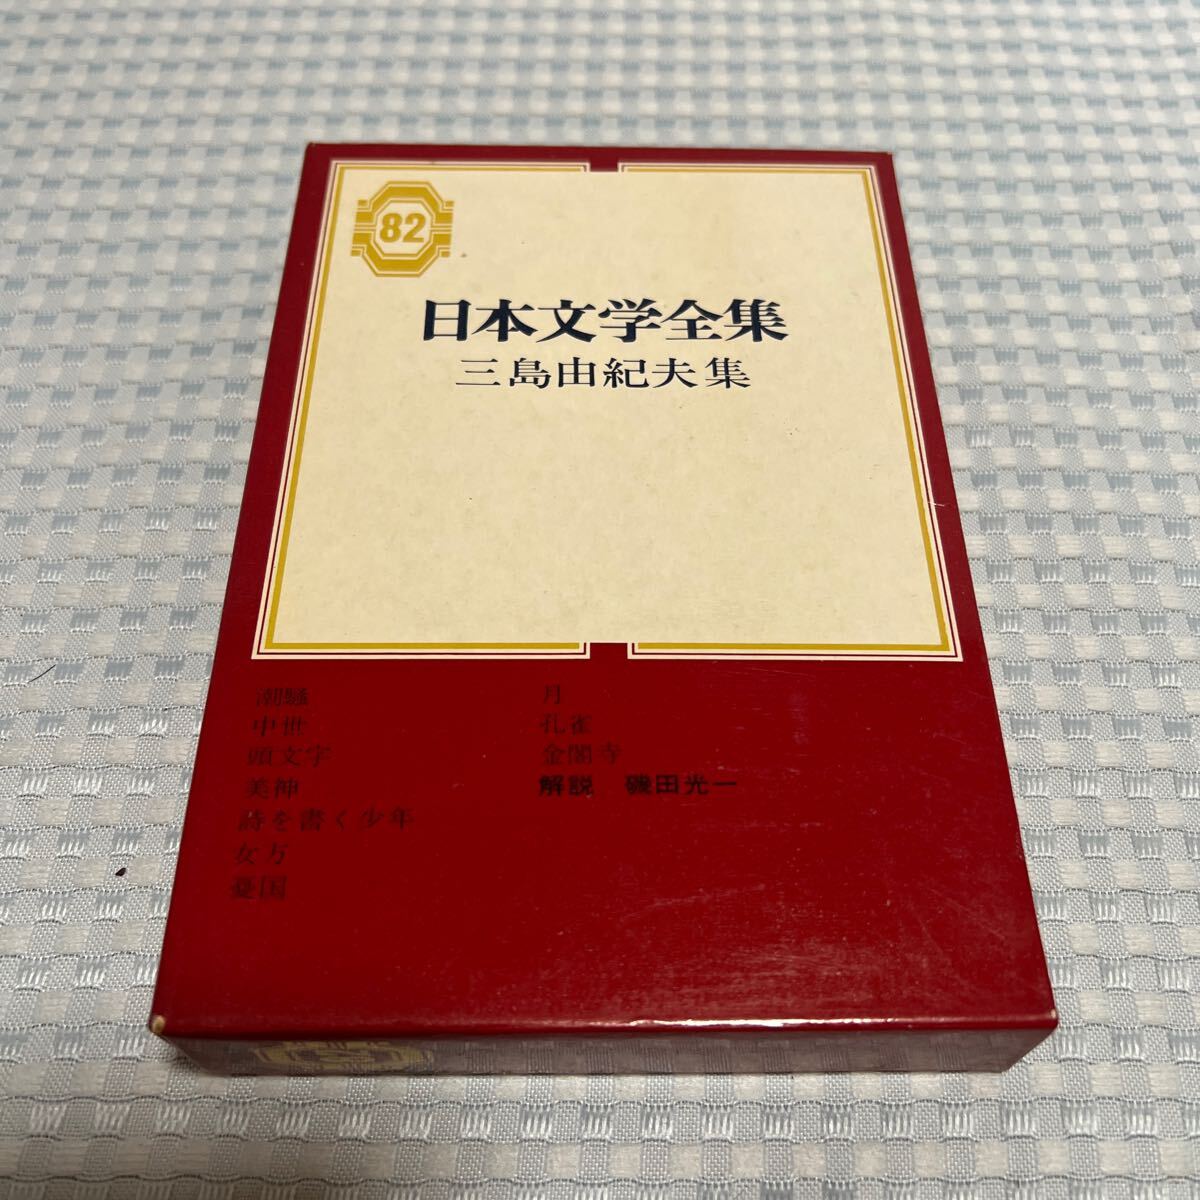 82
日本文学全集
三島由紀夫集
潮騒
中世
頭文字
美神
詩を書く少年
女方
憂国
月
孔雀
金閣寺
解説　磯田光一